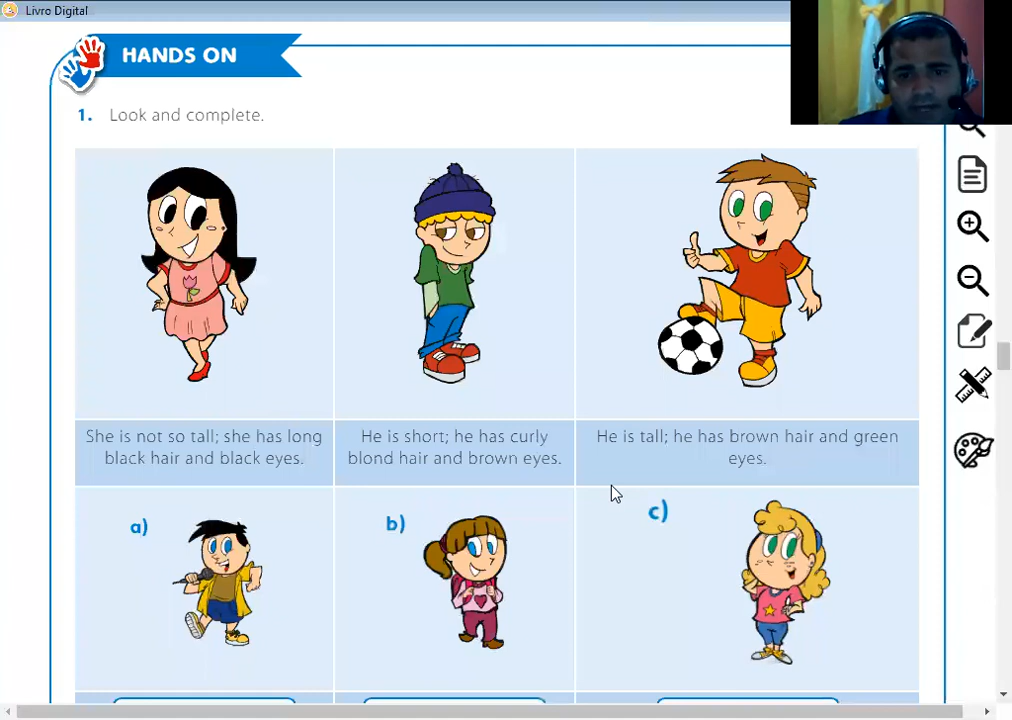 Livro Digital
HANDS ON
1. Look and complete.
She is not so tall; she has long
black hair and black eyes.
He is short; he has curly
blond hair and brown eyes.
He is tall; he has brown hair and green
eyes.
a)
b)
c)